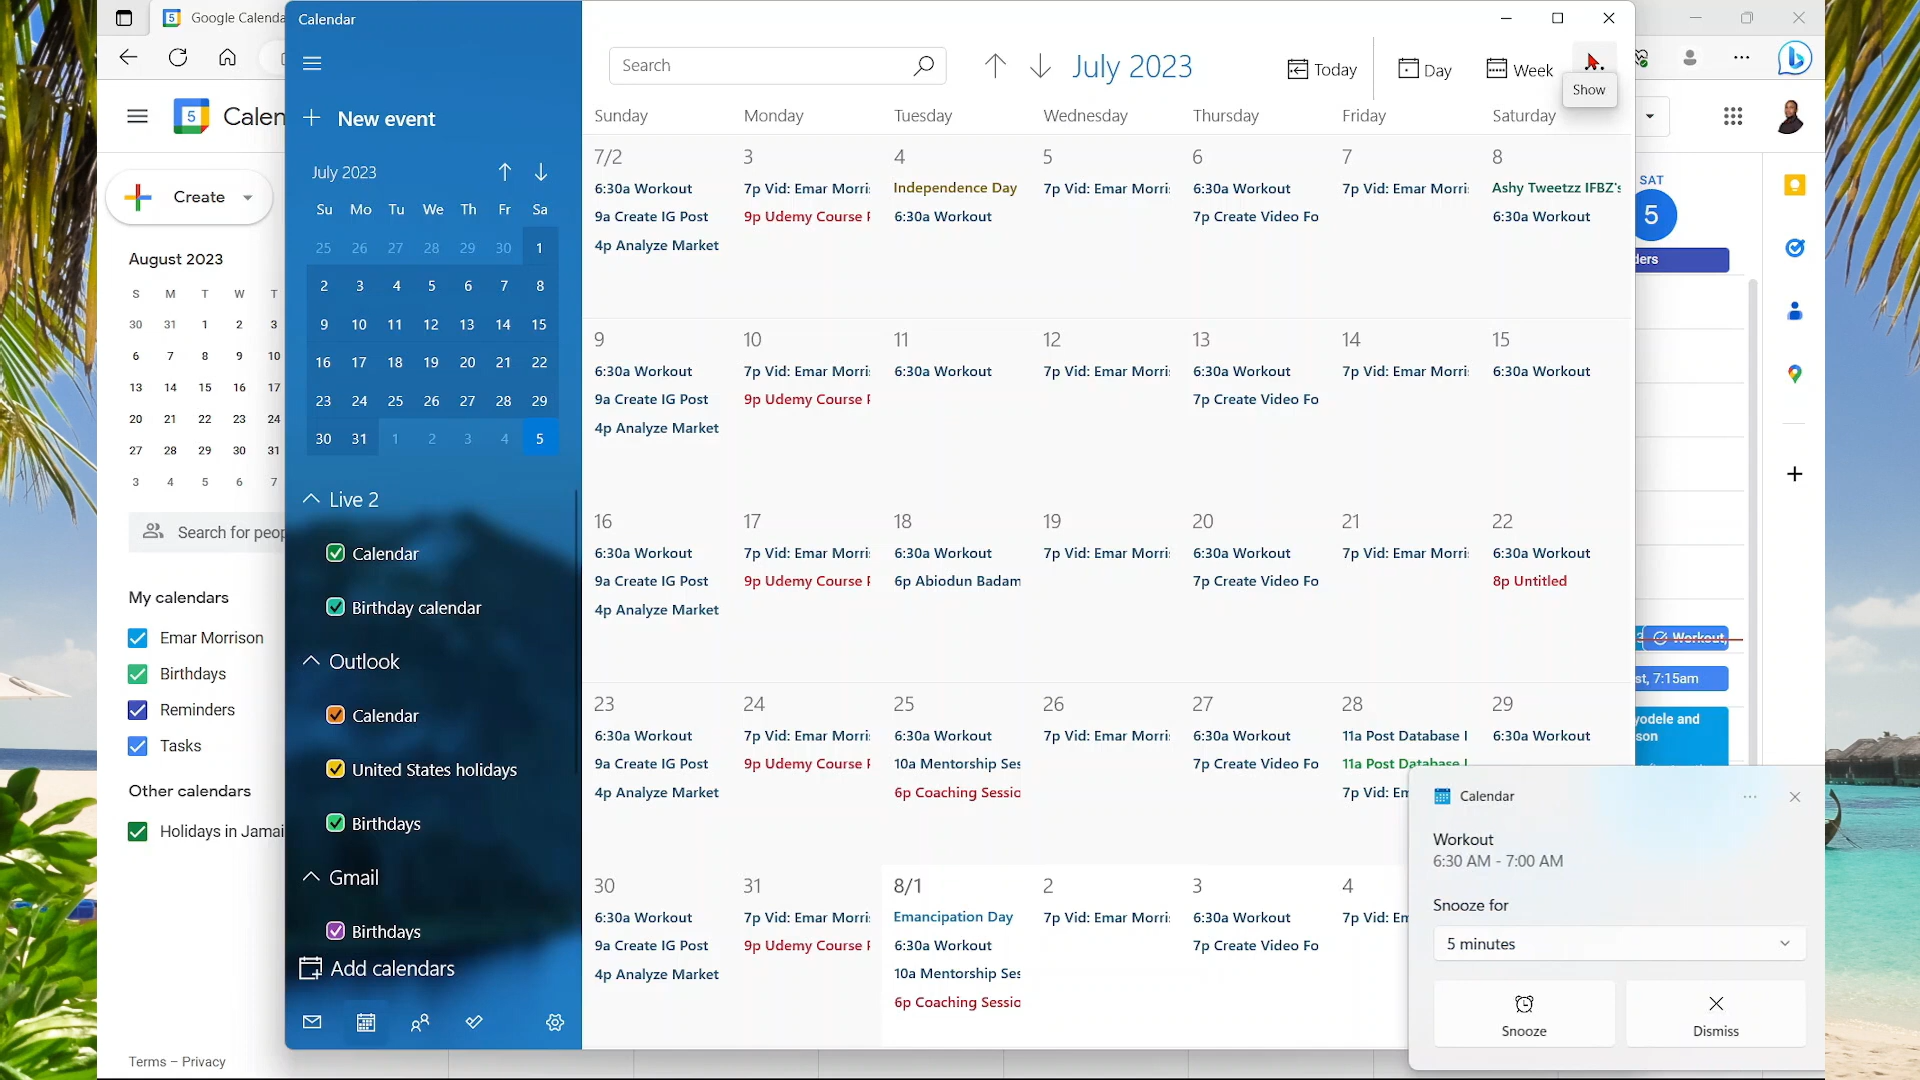 Google Calenda
Calen
Create
August 2023
S M T W T
30 31 1 2 3
6 7 8 9 10
13 14 15 16 17
20 21 22 23 24
27 28 29 30 31
3 4 5 6 7
Search for peop
My calendars
Emar Morrison
Birthdays
Reminders
Tasks
Other calendars
Holidays in Jamai
Terms – Privacy
Calendar
New event
July 2023
Su Mo Tu We Th Fr Sa
25 26 27 28 29 30 1
2 3 4 5 6 7 8
9 10 11 12 13 14 15
16 17 18 19 20 21 22
23 24 25 26 27 28 29
30 31 1 2 3 4 5
Live 2
Calendar
Birthday calendar
Outlook
Calendar
United States holidays
Birthdays
Gmail
Birthdays
Add calendars
Search
July 2023
Today
Day
Week
Show
Sunday Monday Tuesday Wednesday Thursday Friday Saturday
7/2 3 4 5 6 7 8
6:30a Workout 7p Vid: Emar Morri Independence Day 7p Vid: Emar Morri 6:30a Workout 7p Vid: Emar Morri Ashy Tweetzz IFBZ's
9a Create IG Post 9p Udemy Course 6:30a Workout 7p Create Video Fo 6:30a Workout
4p Analyze Market
9 10 11 12 13 14 15
6:30a Workout 7p Vid: Emar Morri 6:30a Workout 7p Vid: Emar Morri 6:30a Workout 7p Vid: Emar Morri 6:30a Workout
9a Create IG Post 9p Udemy Course 7p Create Video Fo
4p Analyze Market
16 17 18 19 20 21 22
6:30a Workout 7p Vid: Emar Morri 6:30a Workout 7p Vid: Emar Morri 6:30a Workout 7p Vid: Emar Morri 6:30a Workout
9a Create IG Post 9p Udemy Course 6p Abiodun Badam 7p Create Video Fo 8p Untitled
4p Analyze Market
23 24 25 26 27 28 29
6:30a Workout 7p Vid: Emar Morri 6:30a Workout 7p Vid: Emar Morri 6:30a Workout 11a Post Database 6:30a Workout
9a Create IG Post 9p Udemy Course 10a Mentorship Ses 7p Create Video Fo 11a Post Database
4p Analyze Market 6p Coaching Sessio 7p Vid: Em
30 31 8/1 2 3 4
6:30a Workout 7p Vid: Emar Morri Emancipation Day 7p Vid: Emar Morri 6:30a Workout 7p Vid: Em
9a Create IG Post 9p Udemy Course 6:30a Workout 7p Create Video Fo
4p Analyze Market 10a Mentorship Ses
6p Coaching Sessio
SAT
5
ders
Workout,
st, 7:15am
yodele and
son
Calendar
Workout
6:30 AM - 7:00 AM
Snooze for
5 minutes
Snooze
Dismiss